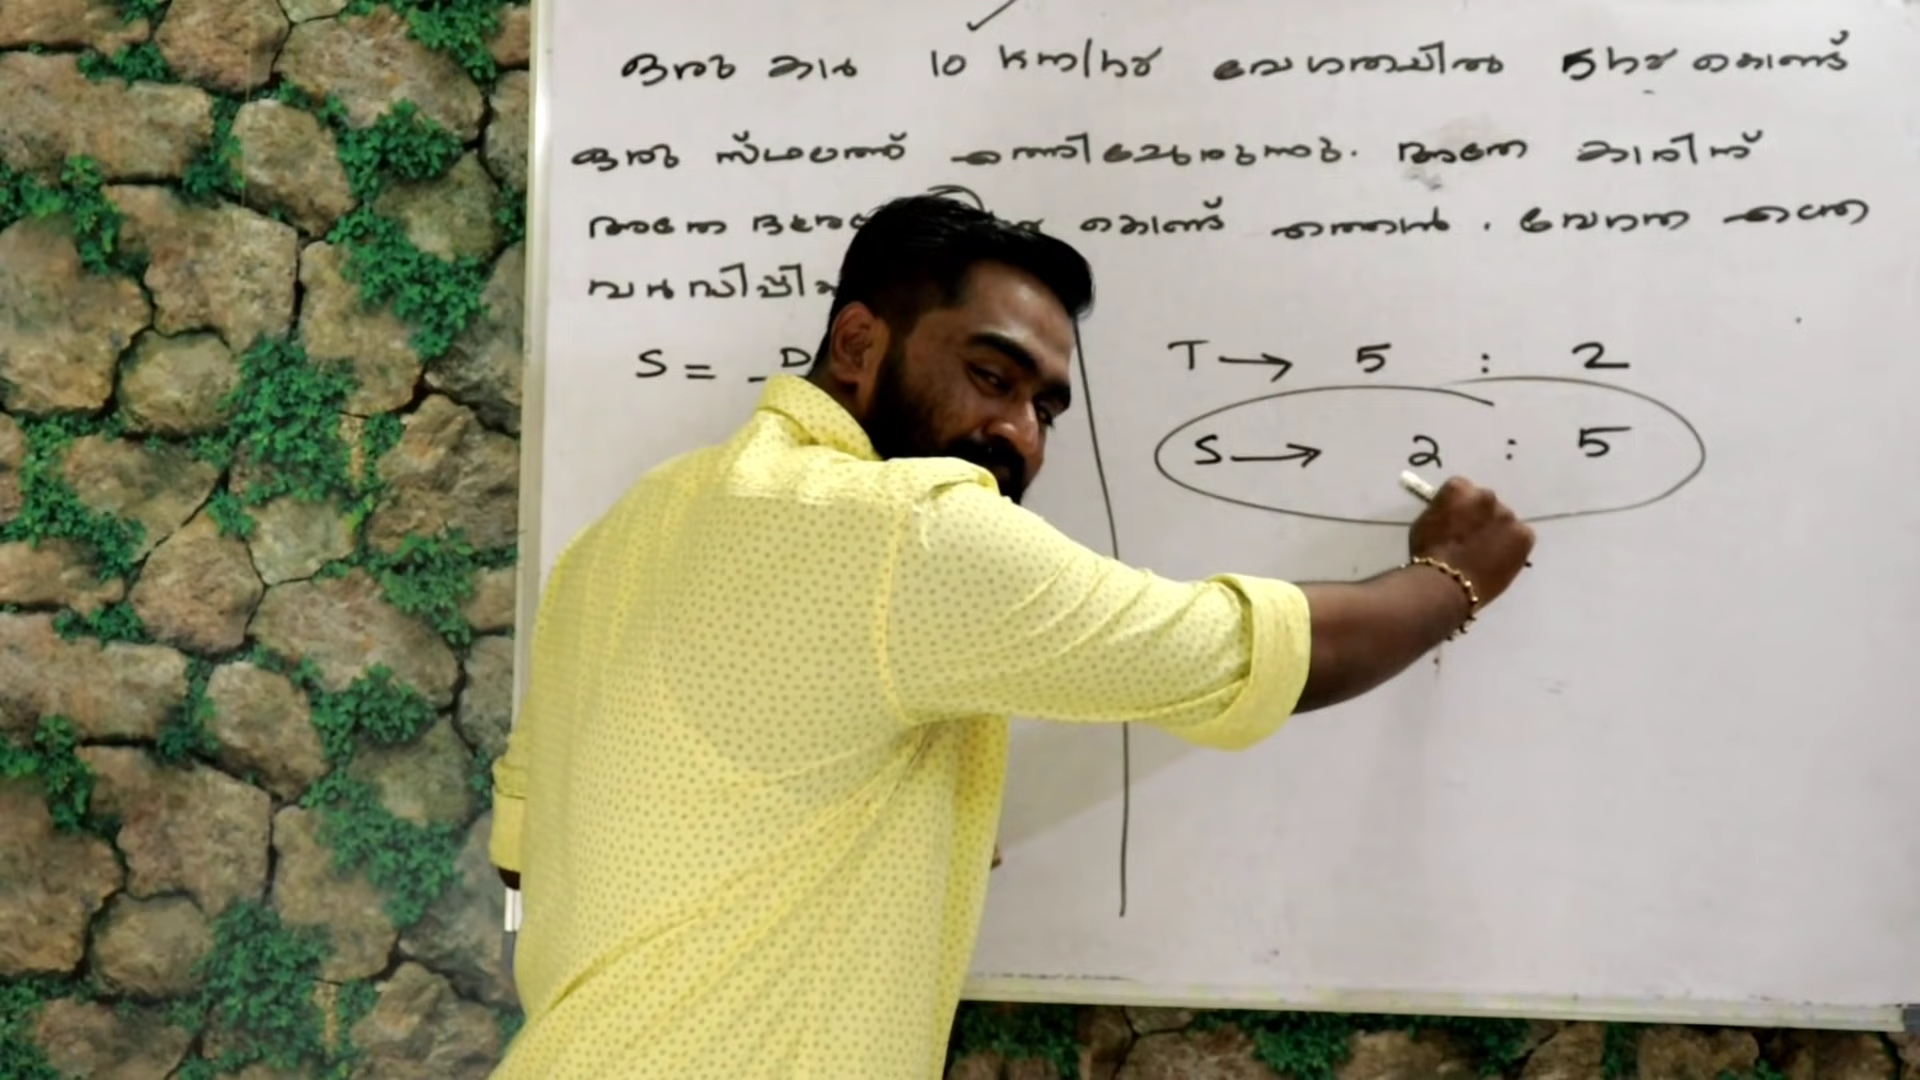 ഒരു കാർ 10 km/hr വേഗതയിൽ 5hr കൊണ്ട്
ഒരു സ്ഥലത്ത് എത്തിച്ചേരുന്നു. അതേ കാറിന്
അതേ കൊണ്ട് എത്താൻ . വേഗത എത്ര
S = D
T → 5 : 2
S → 2 : 5